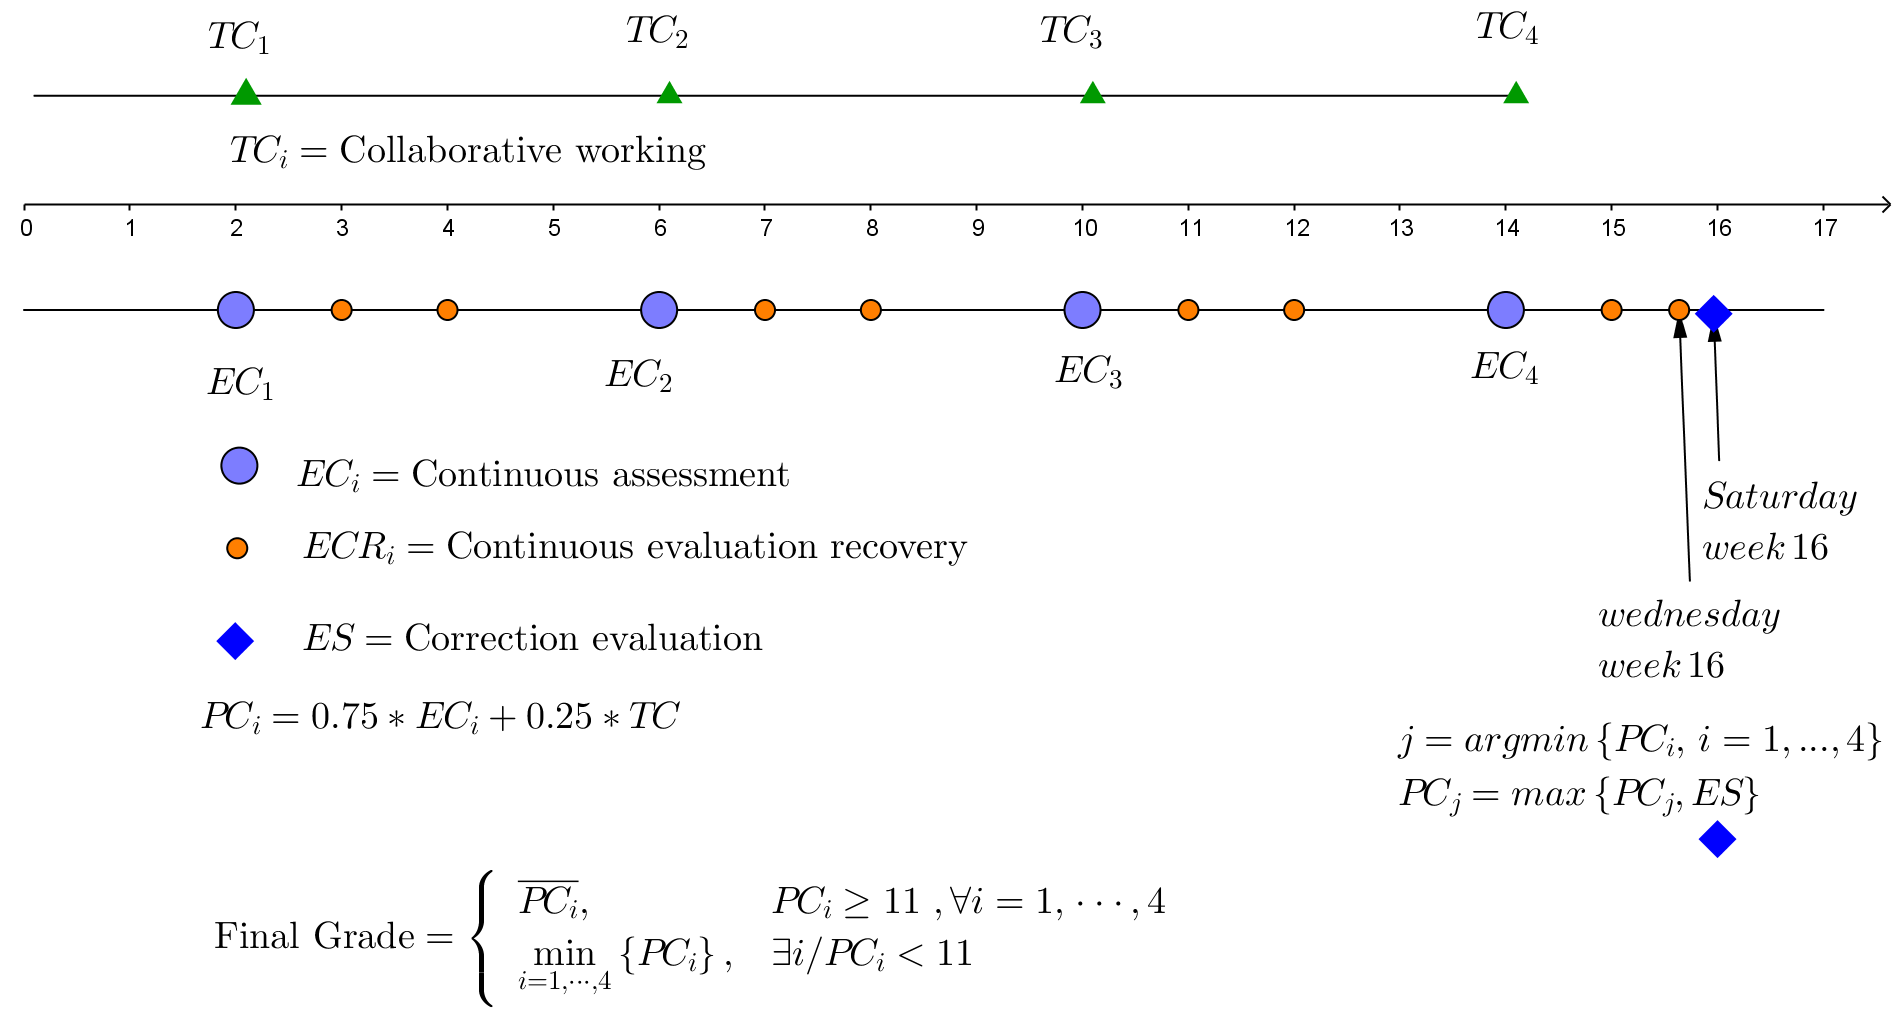 TC₁ TC₂ TC₃ TC₄
TCᵢ = Collaborative working
0 1 2 3 4 5 6 7 8 9 10 11 12 13 14 15 16 17
EC₁ EC₂ EC₃ EC₄
ECᵢ = Continuous assessment
ECRᵢ = Continuous evaluation recovery
ES = Correction evaluation
PCᵢ = 0.75 ∗ ECᵢ + 0.25 ∗ TC
Saturday
week 16
wednesday
week 16
j = argmin {PCᵢ, i = 1, ..., 4}
PCⱼ = max {PCⱼ, ES}
Final Grade = { P̅C̅ᵢ, PCᵢ ≥ 11 , ∀i = 1, ⋯ , 4
min {PCᵢ} , ∃i/PCᵢ < 11
i=1,⋯,4